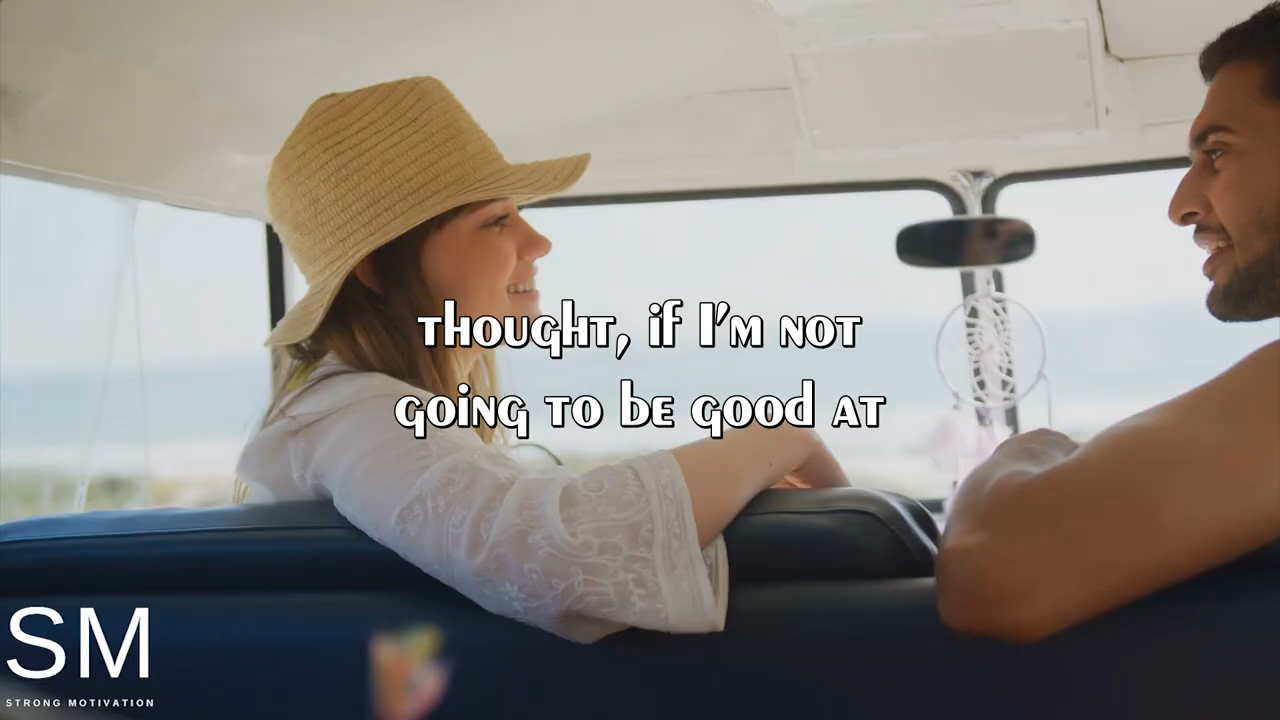 thought, if I'm not
going to be good at
SM
STRONG MOTIVATION